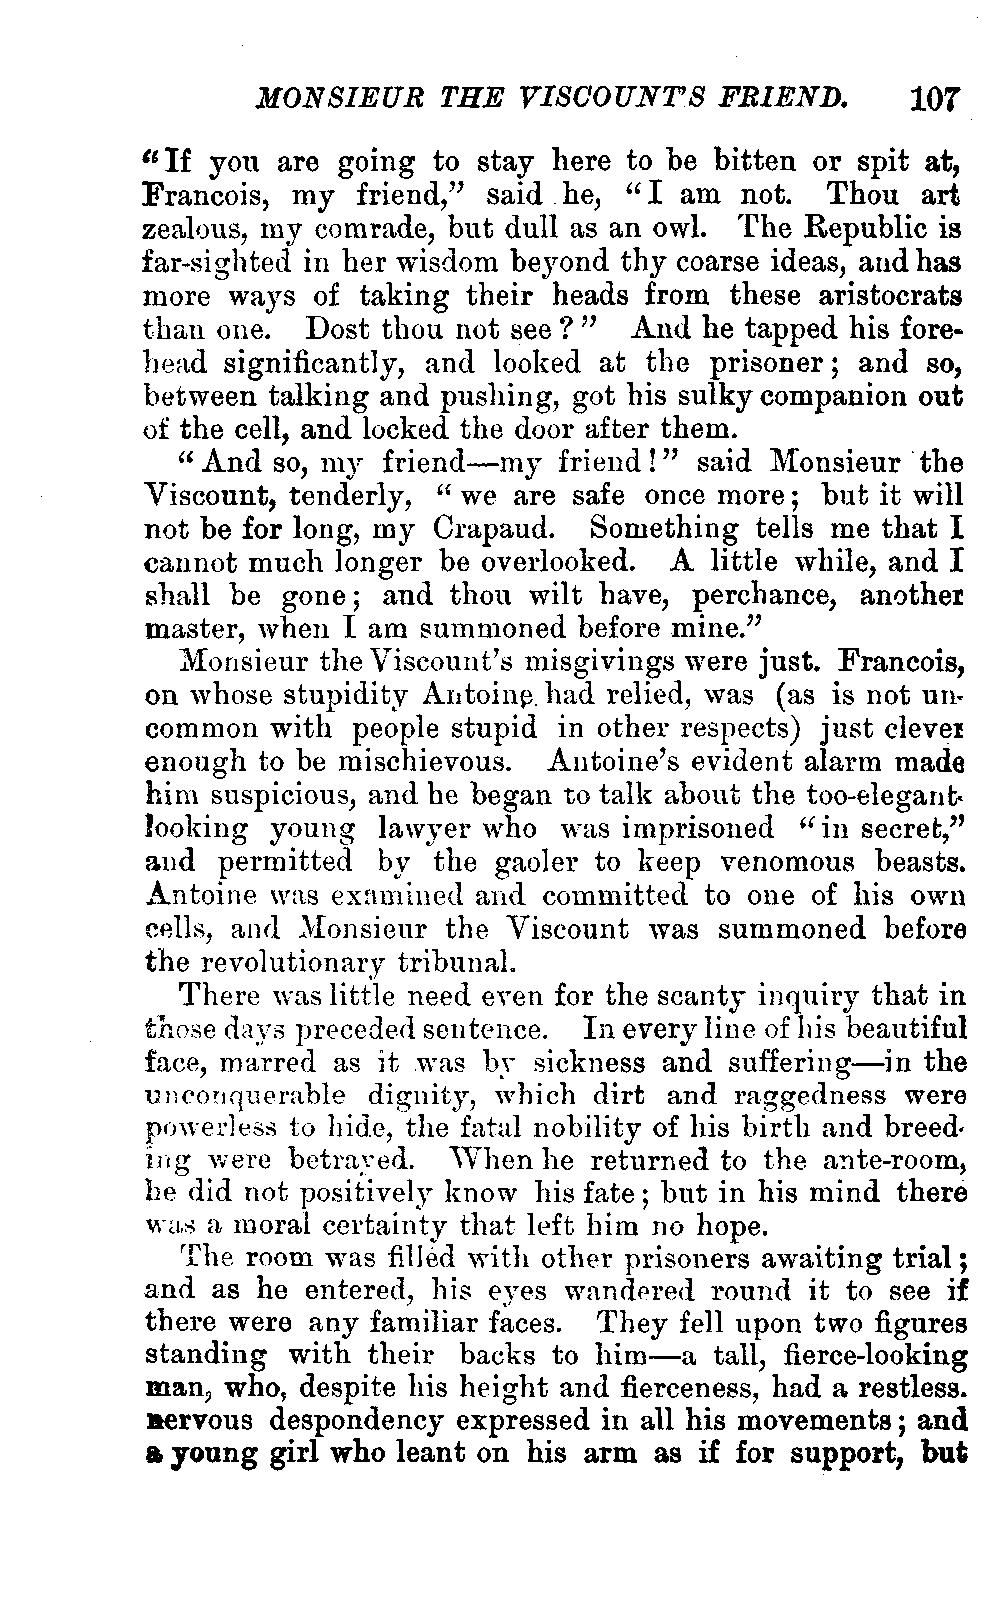 MONSIEUR THE VISCOUNT'S FRIEND. 107
"If you are going to stay here to be bitten or spit at,
Francois, my friend," said he, "I am not. Thou art
zealous, my comrade, but dull as an owl. The Republic is
far-sighted in her wisdom beyond thy coarse ideas, and has
more ways of taking their heads from these aristocrats
than one. Dost thou not see?" And he tapped his fore-
head significantly, and looked at the prisoner; and so,
between talking and pushing, got his sulky companion out
of the cell, and locked the door after them.
"And so, my friend—my friend!" said Monsieur the
Viscount, tenderly, "we are safe once more; but it will
not be for long, my Crapaud. Something tells me that I
cannot much longer be overlooked. A little while, and I
shall be gone; and thou wilt have, perchance, another
master, when I am summoned before mine."
Monsieur the Viscount's misgivings were just. Francois,
on whose stupidity Antoine had relied, was (as is not un-
common with people stupid in other respects) just clever
enough to be mischievous. Antoine's evident alarm made
him suspicious, and he began to talk about the too-elegant-
looking young lawyer who was imprisoned "in secret,"
and permitted by the gaoler to keep venomous beasts.
Antoine was examined and committed to one of his own
cells, and Monsieur the Viscount was summoned before
the revolutionary tribunal.
There was little need even for the scanty inquiry that in
those days preceded sentence. In every line of his beautiful
face, marred as it was by sickness and suffering—in the
unconquerable dignity, which dirt and raggedness were
powerless to hide, the fatal nobility of his birth and breed-
ing were betrayed. When he returned to the ante-room,
he did not positively know his fate; but in his mind there
was a moral certainty that left him no hope.
The room was filled with other prisoners awaiting trial;
and as he entered, his eyes wandered round it to see if
there were any familiar faces. They fell upon two figures
standing with their backs to him—a tall, fierce-looking
man, who, despite his height and fierceness, had a restless.
nervous despondency expressed in all his movements; and
a young girl who leant on his arm as if for support, but